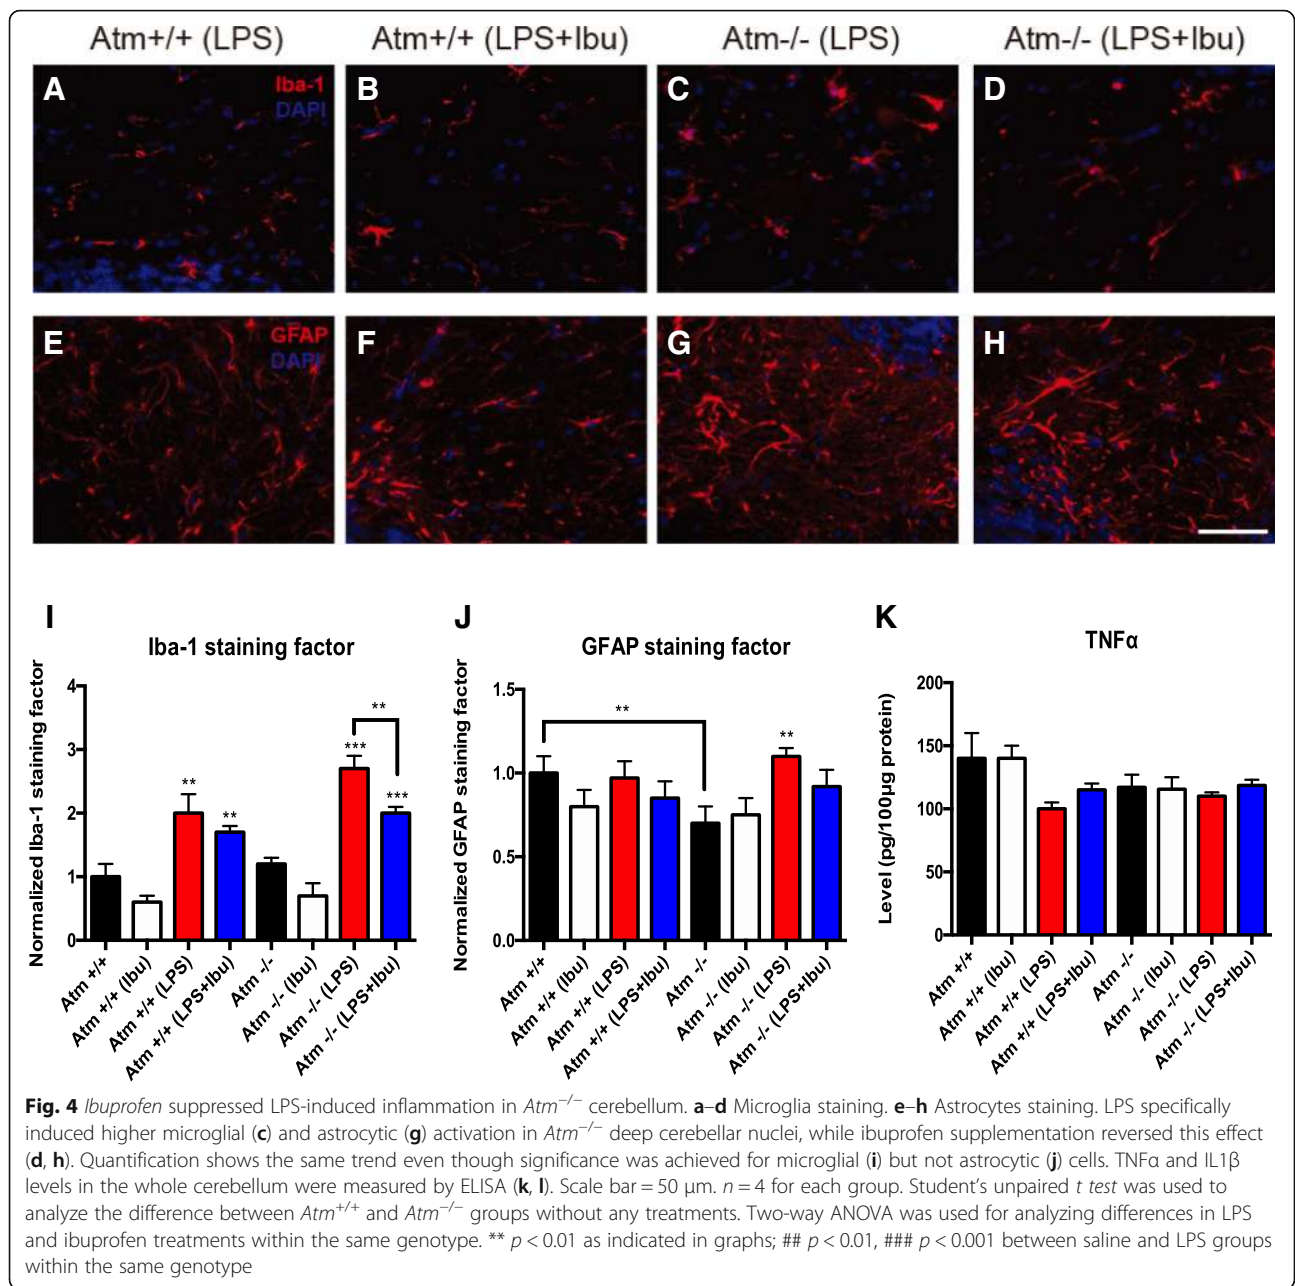 Atm+/+ (LPS) Atm+/+ (LPS+Ibu) Atm-/- (LPS) Atm-/- (LPS+Ibu)
A Iba-1 B C D
DAPI
E GFAP F G H
DAPI
I J K
Iba-1 staining factor GFAP staining factor TNFα
Normalized Iba-1 staining factor
4
3
2
1
0
** ** *** ** ***
Atm +/+
Atm +/+ (Ibu)
Atm +/+ (LPS)
Atm +/+ (LPS+Ibu)
Atm -/-
Atm -/- (Ibu)
Atm -/- (LPS)
Atm -/- (LPS+Ibu)
Normalized GFAP staining factor
1.5
1.0
0.5
0.0
** **
Atm +/+
Atm +/+ (Ibu)
Atm +/+ (LPS)
Atm +/+ (LPS+Ibu)
Atm -/-
Atm -/- (Ibu)
Atm -/- (LPS)
Atm -/- (LPS+Ibu)
Level (pg/100µg protein)
200
150
100
50
0
Atm +/+
Atm +/+ (Ibu)
Atm +/+ (LPS)
Atm +/+ (LPS+Ibu)
Atm -/-
Atm -/- (Ibu)
Atm -/- (LPS)
Atm -/- (LPS+Ibu)
Fig. 4 Ibuprofen suppressed LPS-induced inflammation in Atm−/− cerebellum. a–d Microglia staining. e–h Astrocytes staining. LPS specifically
induced higher microglial (c) and astrocytic (g) activation in Atm−/− deep cerebellar nuclei, while ibuprofen supplementation reversed this effect
(d, h). Quantification shows the same trend even though significance was achieved for microglial (i) but not astrocytic (j) cells. TNFα and IL1β
levels in the whole cerebellum were measured by ELISA (k, l). Scale bar = 50 µm. n = 4 for each group. Student's unpaired t test was used to
analyze the difference between Atm+/+ and Atm−/− groups without any treatments. Two-way ANOVA was used for analyzing differences in LPS
and ibuprofen treatments within the same genotype. ** p < 0.01 as indicated in graphs; ## p < 0.01, ### p < 0.001 between saline and LPS groups
within the same genotype